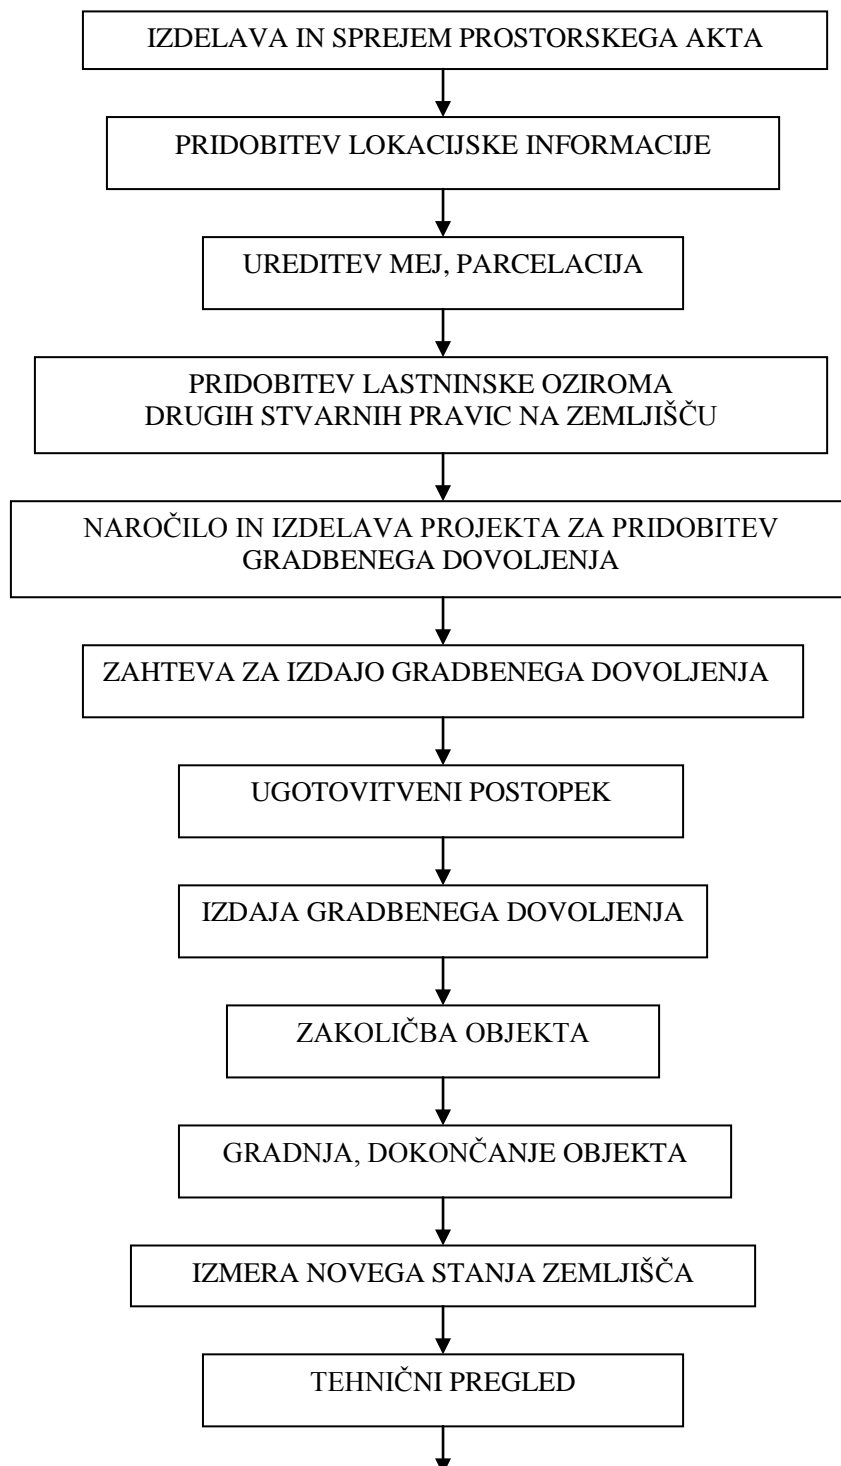 IZDELAVA IN SPREJEM PROSTORSKEGA AKTA
PRIDOBITEV LOKACIJSKE INFORMACIJE
UREDITEV MEJ, PARCELACIJA
PRIDOBITEV LASTNINSKE OZIROMA
DRUGIH STVARNIH PRAVIC NA ZEMLJIŠČU
NAROČILO IN IZDELAVA PROJEKTA ZA PRIDOBITEV
GRADBENEGA DOVOLJENJA
ZAHTEVA ZA IZDAJO GRADBENEGA DOVOLJENJA
UGOTOVITVENI POSTOPEK
IZDAJA GRADBENEGA DOVOLJENJA
ZAKOLIČBA OBJEKTA
GRADNJA, DOKONČANJE OBJEKTA
IZMERA NOVEGA STANJA ZEMLJIŠČA
TEHNIČNI PREGLED